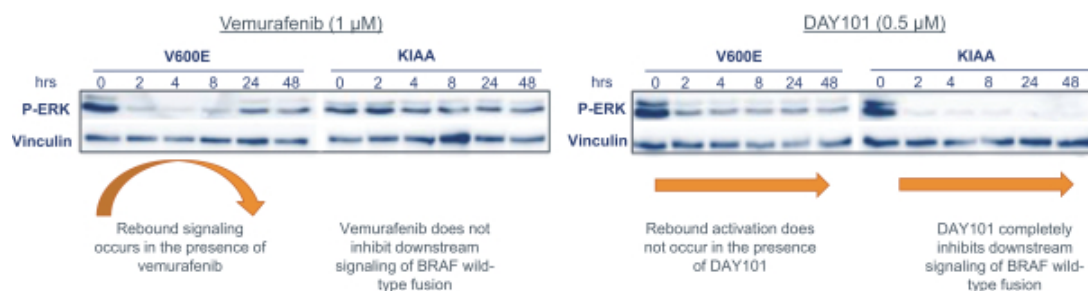 Vemurafenib (1 µM)
V600E KIAA
hrs 0 2 4 8 24 48 0 2 4 8 24 48
P-ERK
Vinculin
Rebound signaling
occurs in the presence of
vemurafenib
Vemurafenib does not
inhibit downstream
signaling of BRAF wild-
type fusion
DAY101 (0.5 µM)
V600E KIAA
hrs 0 2 4 8 24 48 0 2 4 8 24 48
P-ERK
Vinculin
Rebound activation does
not occur in the presence
of DAY101
DAY101 completely
inhibits downstream
signaling of BRAF wild-
type fusion